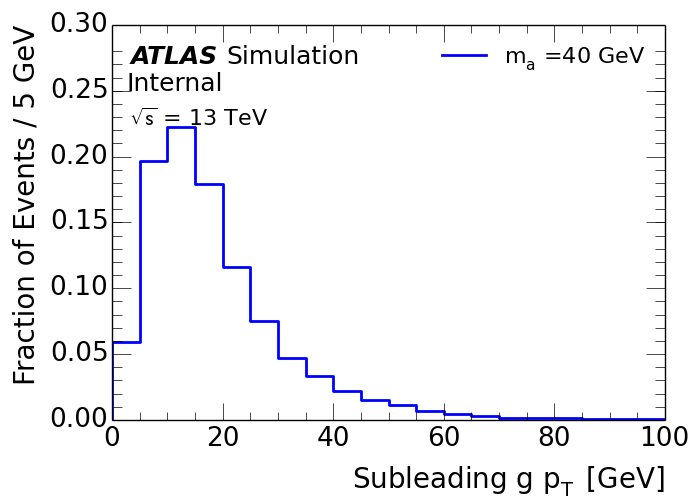 0.30
0.25
0.20
0.15
0.10
0.05
0.00
Fraction of Events / 5 GeV
ATLAS Simulation
Internal
√s = 13 TeV
mₐ =40 GeV
0 20 40 60 80 100
Subleading g p_T [GeV]